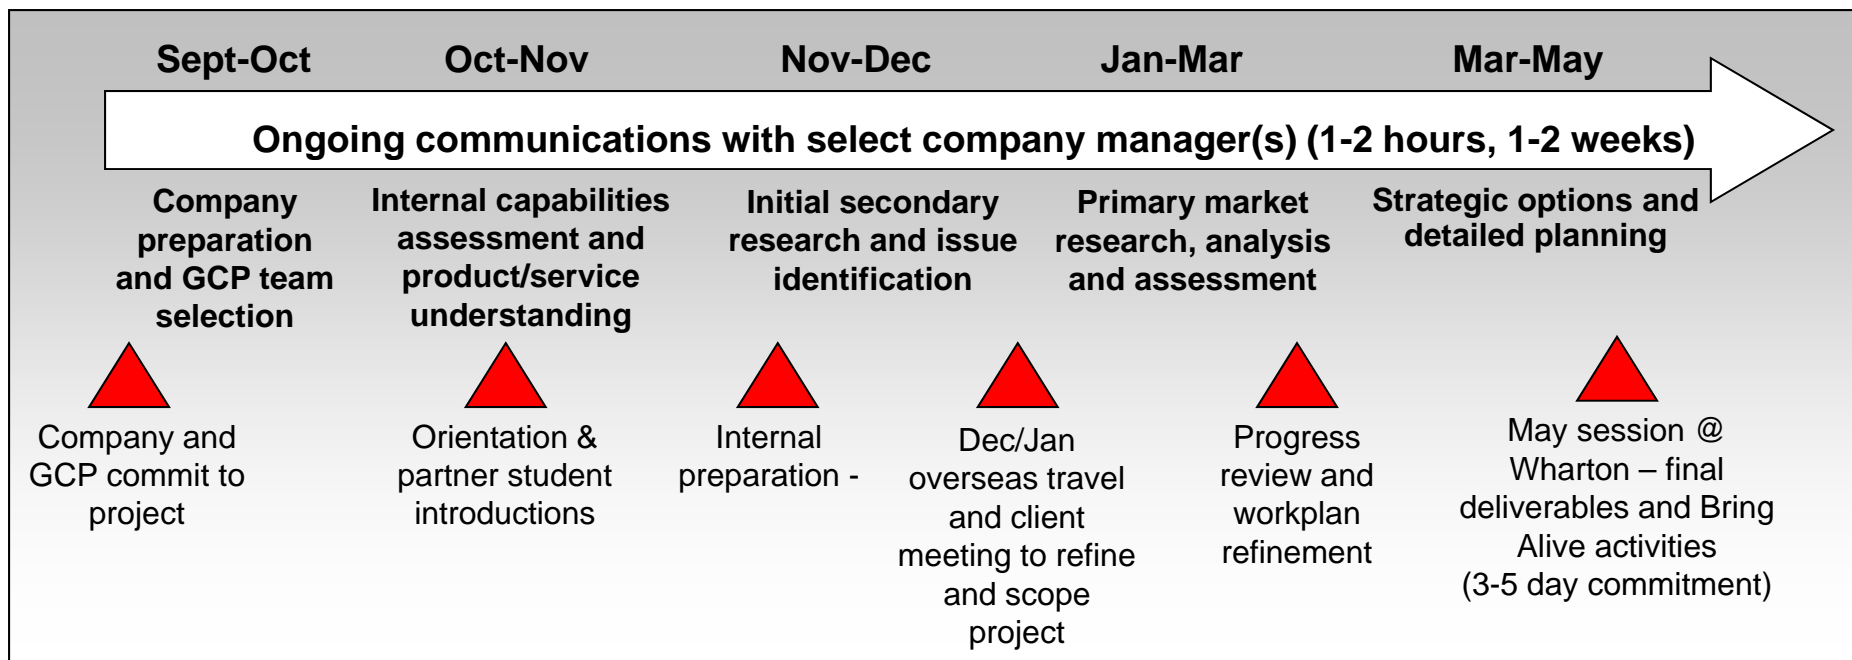 Sept-Oct
Oct-Nov
Nov-Dec
Jan-Mar
Mar-May
Ongoing communications with select company manager(s) (1-2 hours, 1-2 weeks)
Company
preparation
and GCP team
selection
Internal capabilities
assessment and
product/service
understanding
Initial secondary
research and issue
identification
Primary market
research, analysis
and assessment
Strategic options and
detailed planning
Company and
GCP commit to
project
Orientation &
partner student
introductions
Internal
preparation -
Dec/Jan
overseas travel
and client
meeting to refine
and scope
project
Progress
review and
workplan
refinement
May session @
Wharton – final
deliverables and Bring
Alive activities
(3-5 day commitment)